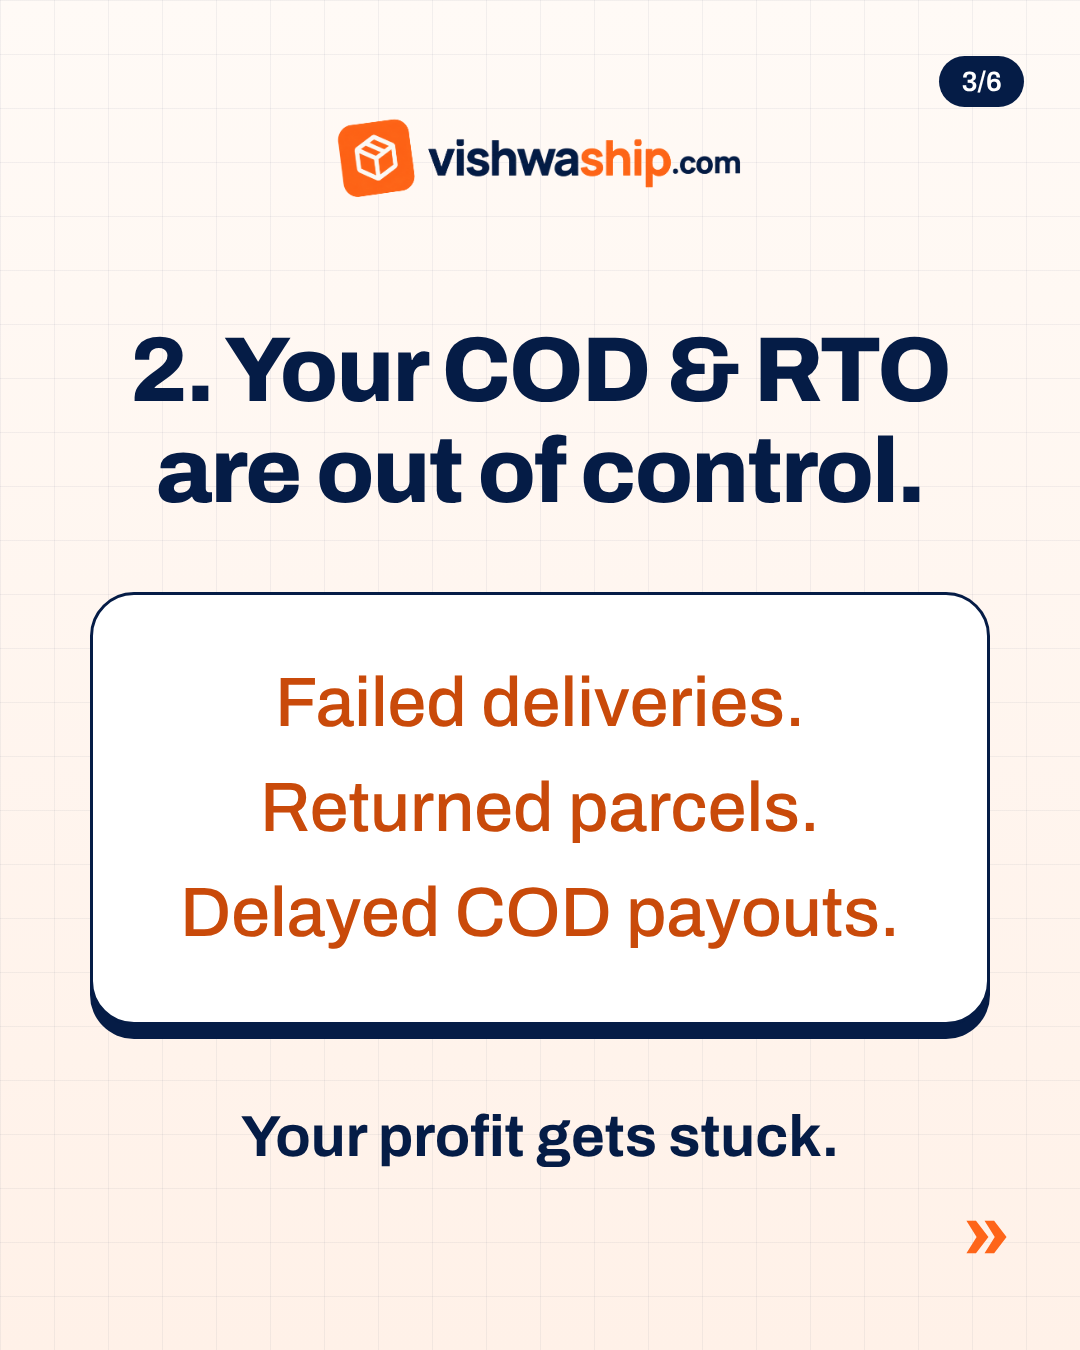 3/6
vishwaship.com
2. Your COD & RTO
are out of control.
Failed deliveries.
Returned parcels.
Delayed COD payouts.
Your profit gets stuck.
»